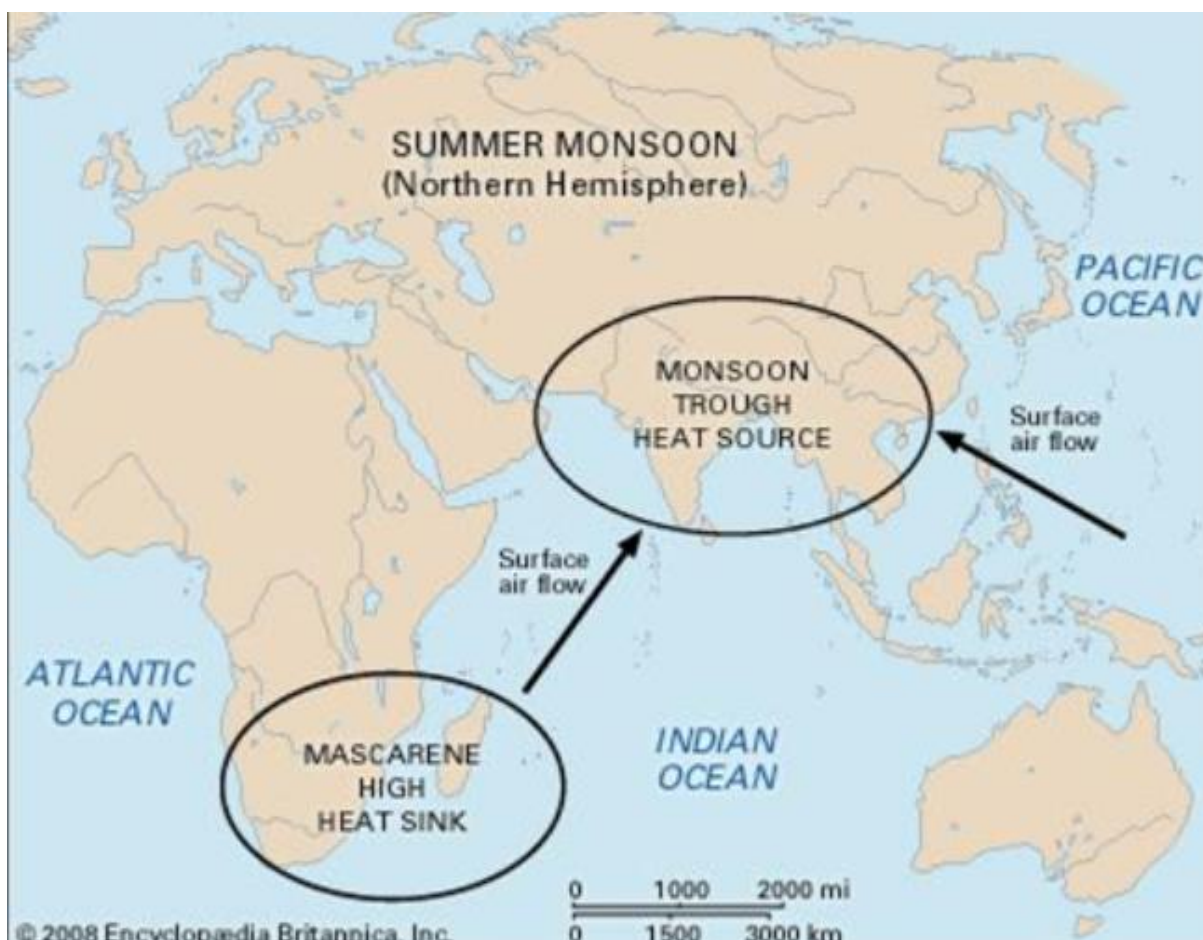 SUMMER MONSOON
(Northern Hemisphere)
PACIFIC
OCEAN
MONSOON
TROUGH
HEAT SOURCE
Surface
air flow
Surface
air flow
ATLANTIC
OCEAN
MASCARENE
HIGH
HEAT SINK
INDIAN
OCEAN
0 1000 2000 mi
0 1500 3000 km
© 2008 Encyclopædia Britannica, Inc.